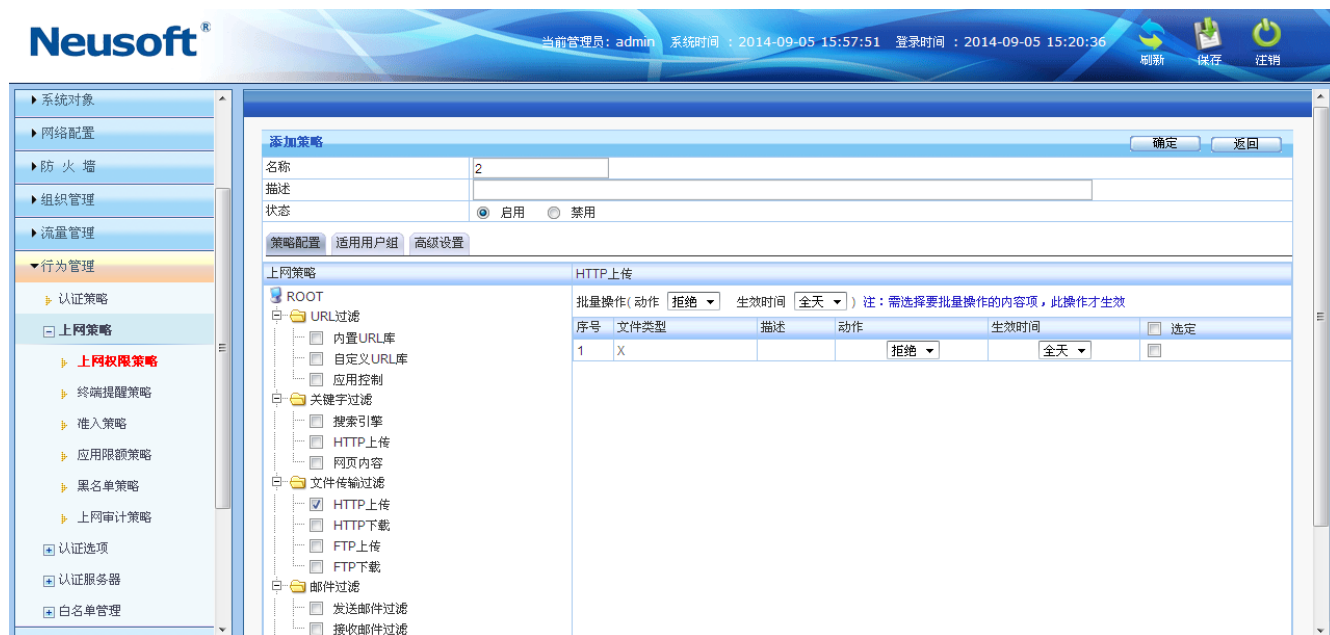 Neusoft®
当前管理员: admin 系统时间 : 2014-09-05 15:57:51 登录时间 : 2014-09-05 15:20:36
刷新 保存 注销
系统对象
网络配置
防 火 墙
组织管理
流量管理
行为管理
认证策略
上网策略
上网权限策略
终端提醒策略
准入策略
应用限额策略
黑名单策略
上网审计策略
认证选项
认证服务器
白名单管理
添加策略 确定 返回
名称 2
描述
状态 启用 禁用
策略配置 适用用户组 高级设置
上网策略
ROOT
URL过滤
内置URL库
自定义URL库
应用控制
关键字过滤
搜索引擎
HTTP上传
网页内容
文件传输过滤
HTTP上传
HTTP下载
FTP上传
FTP下载
邮件过滤
发送邮件过滤
接收邮件过滤
HTTP上传
批量操作( 动作 拒绝 生效时间 全天 ) 注：需选择要批量操作的内容项，此操作才生效
序号 文件类型 描述 动作 生效时间 选定
1 X 拒绝 全天